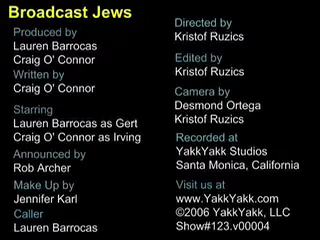 Broadcast Jews
Produced by
Lauren Barrocas
Craig O' Connor
Written by
Craig O' Connor
Starring
Lauren Barrocas as Gert
Craig O' Connor as Irving
Announced by
Rob Archer
Make Up by
Jennifer Karl
Caller
Lauren Barrocas
Directed by
Kristof Ruzics
Edited by
Kristof Ruzics
Camera by
Desmond Ortega
Kristof Ruzics
Recorded at
YakkYakk Studios
Santa Monica, California
Visit us at
www.YakkYakk.com
©2006 YakkYakk, LLC
Show#123.v00004